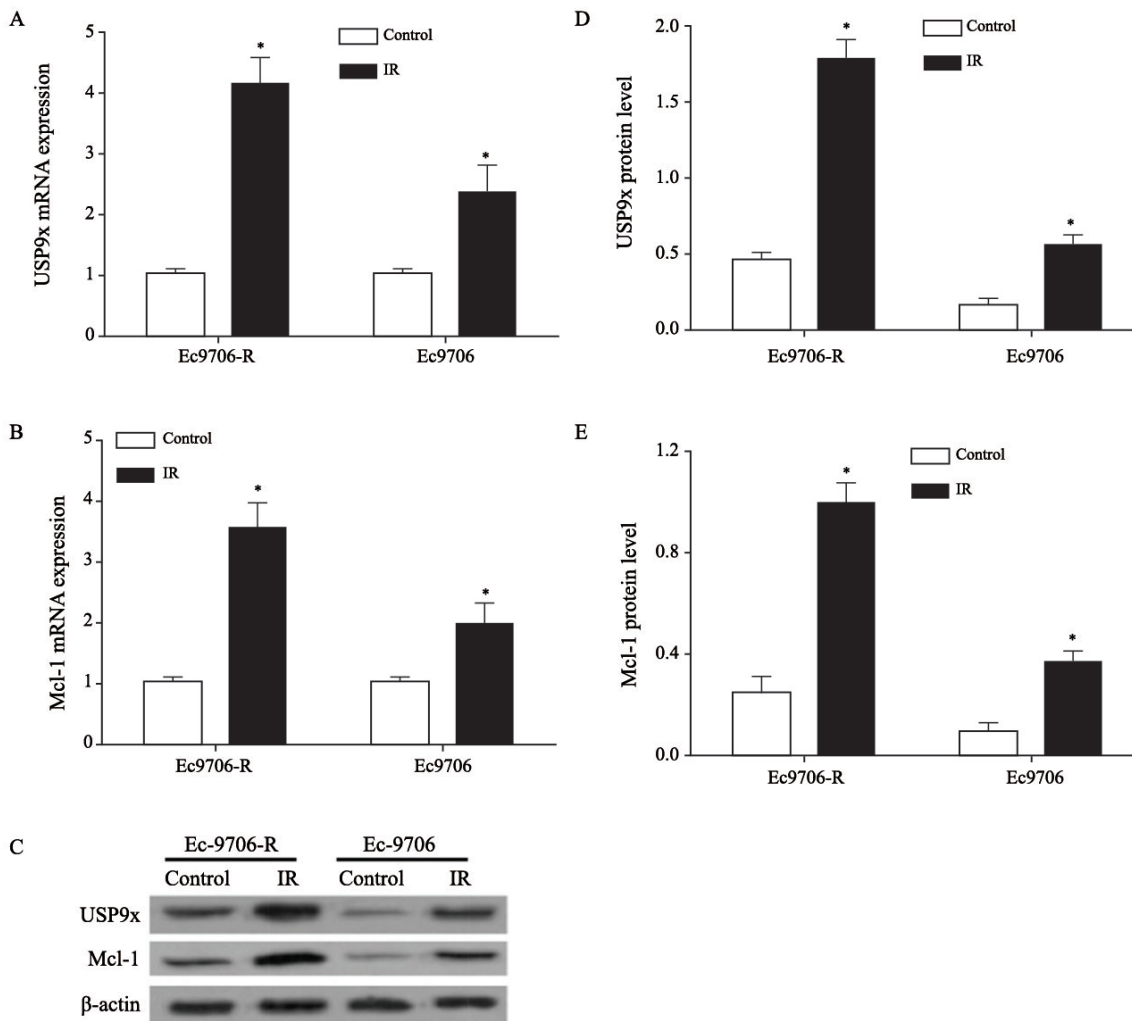 A
USP9x mRNA expression
5
4
3
2
1
0
*
*
Control
IR
Ec9706-R
Ec9706
D
USP9x protein level
2.0
1.5
1.0
0.5
0.0
*
*
Control
IR
Ec9706-R
Ec9706
B
Mcl-1 mRNA expression
5
4
3
2
1
0
Control
IR
*
*
Ec9706-R
Ec9706
E
Mcl-1 protein level
1.2
0.8
0.4
0.0
*
*
Control
IR
Ec9706-R
Ec9706
C
Ec-9706-R Ec-9706
Control IR Control IR
USP9x
Mcl-1
β-actin